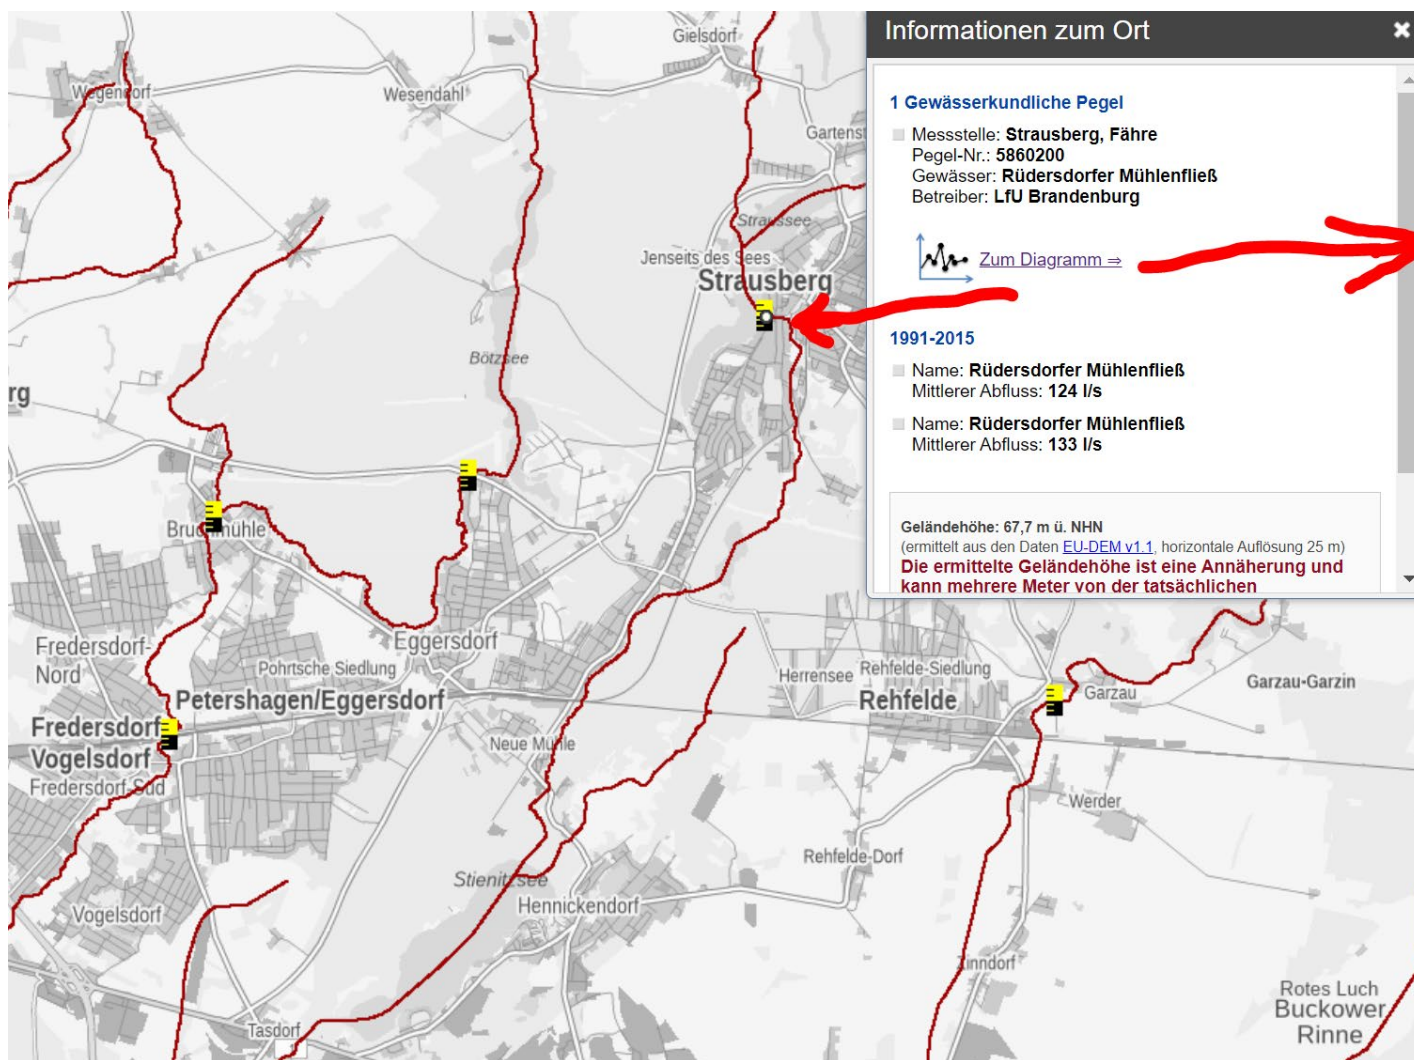 Informationen zum Ort
1 Gewässerkundliche Pegel
Messstelle: Strausberg, Fähre
Pegel-Nr.: 5860200
Gewässer: Rüdersdorfer Mühlenfließ
Betreiber: LfU Brandenburg
Zum Diagramm ⇒
1991-2015
Name: Rüdersdorfer Mühlenfließ
Mittlerer Abfluss: 124 l/s
Name: Rüdersdorfer Mühlenfließ
Mittlerer Abfluss: 133 l/s
Geländehöhe: 67,7 m ü. NHN
(ermittelt aus den Daten EU-DEM v1.1, horizontale Auflösung 25 m)
Die ermittelte Geländehöhe ist eine Annäherung und
kann mehrere Meter von der tatsächlichen
Gielsdorf
Wegendorf
Wesendahl
Gartenst
Straussee
Jenseits des Sees
Strausberg
Bötzsee
rg
Bruchmühle
Eggersdorf
Fredersdorf-
Nord
Pohrtsche Siedlung
Petershagen/Eggersdorf
Herrensee
Rehfelde-Siedlung
Rehfelde
Garzau
Garzau-Garzin
Fredersdorf-
Vogelsdorf
Fredersdorf-Süd
Neue Mühle
Werder
Rehfelde-Dorf
Stienitzsee
Hennickendorf
Vogelsdorf
Zinndorf
Rotes Luch
Buckower
Rinne
Tasdorf